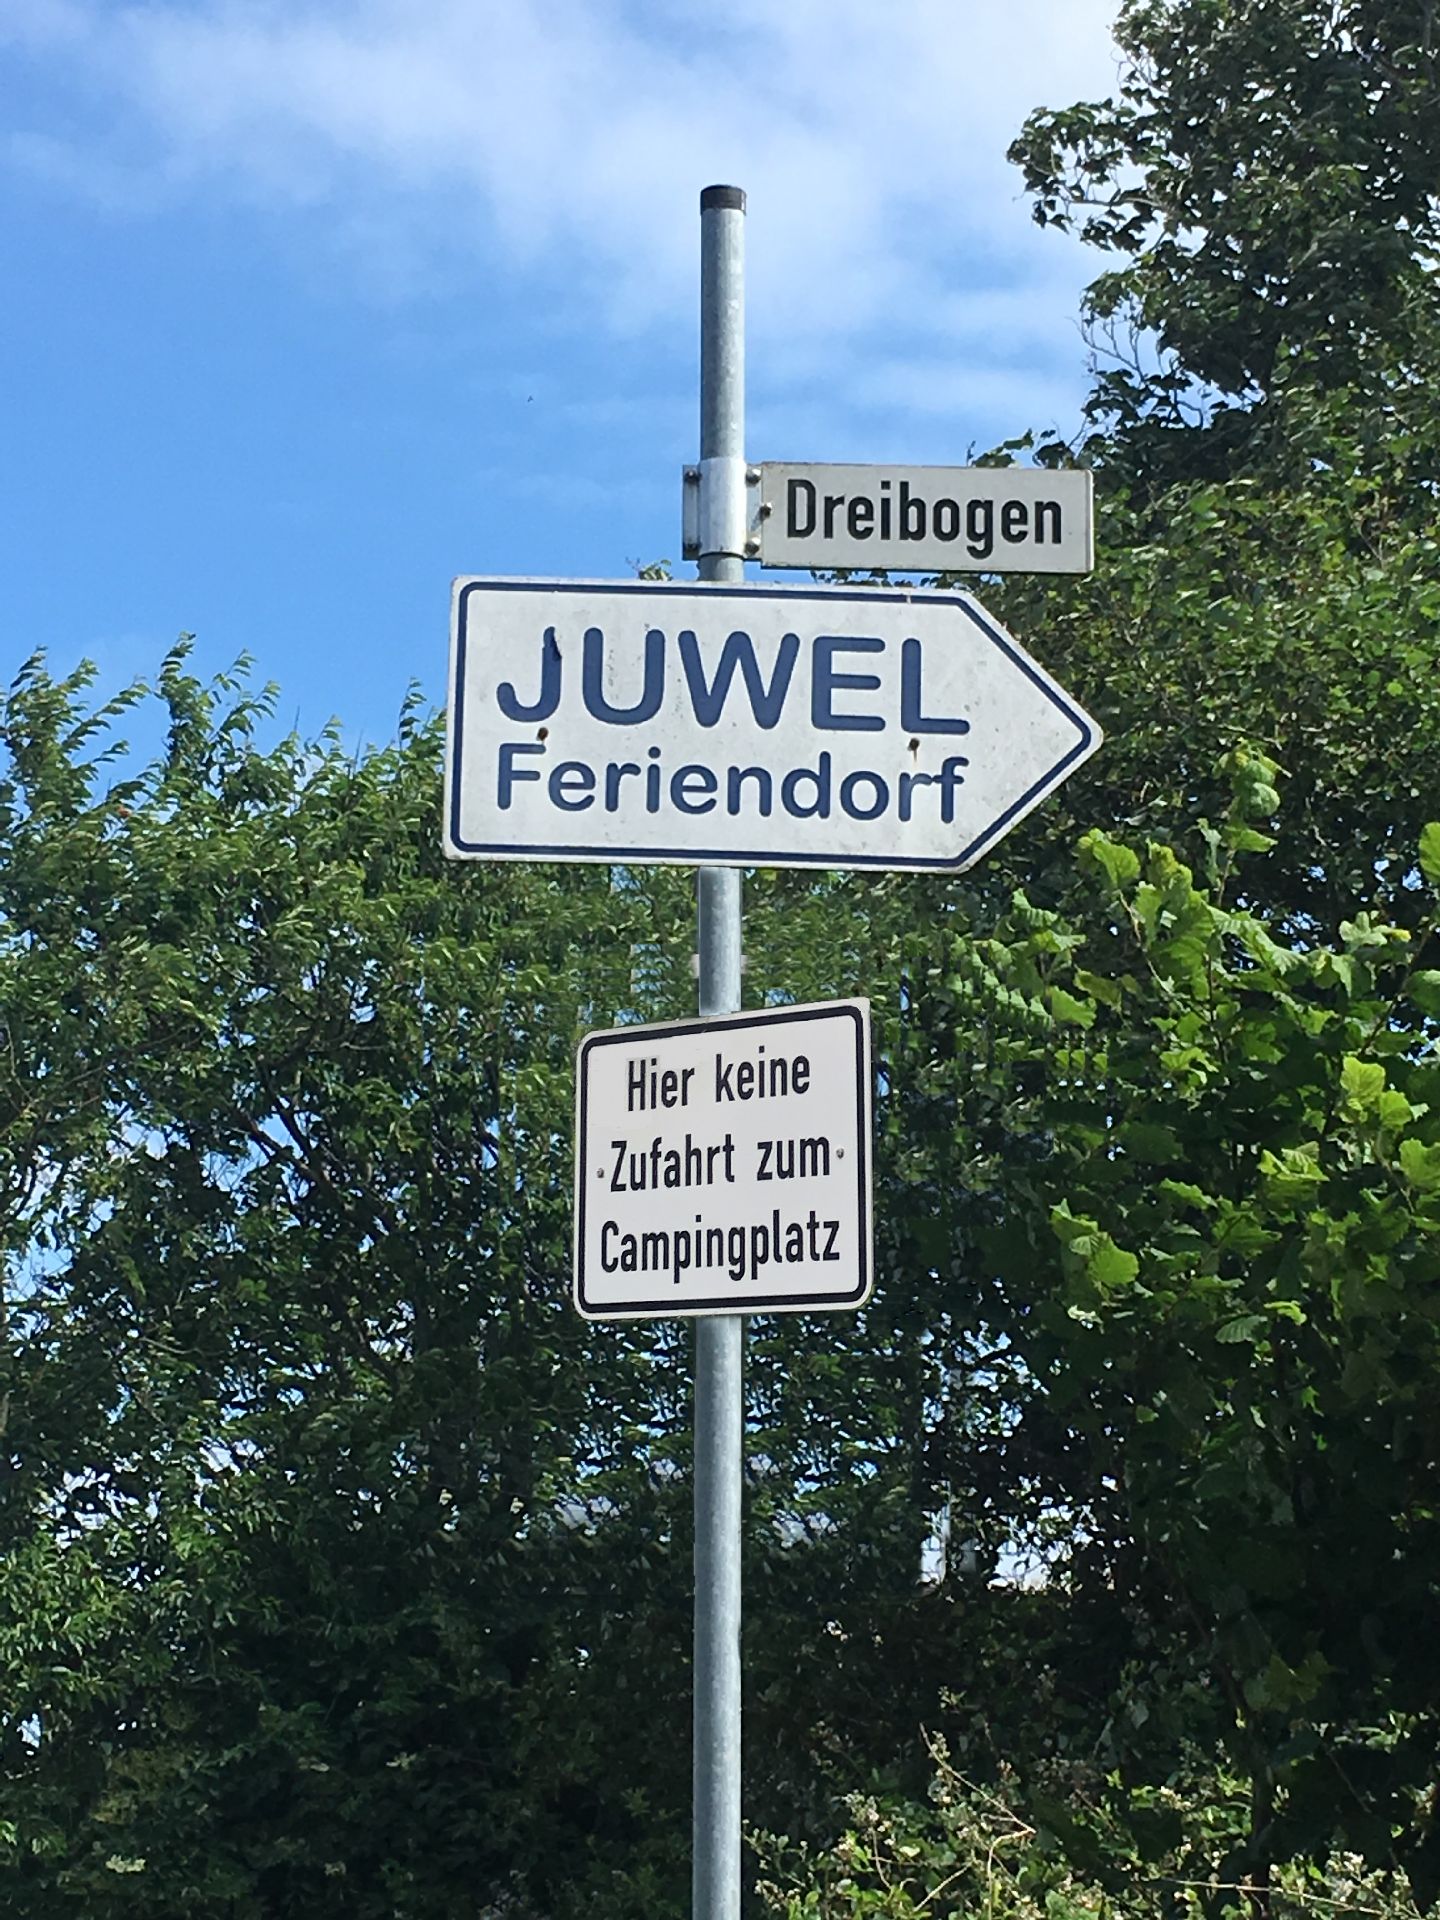 Dreibogen
JUWEL
Feriendorf
Hier keine
Zufahrt zum
Campingplatz